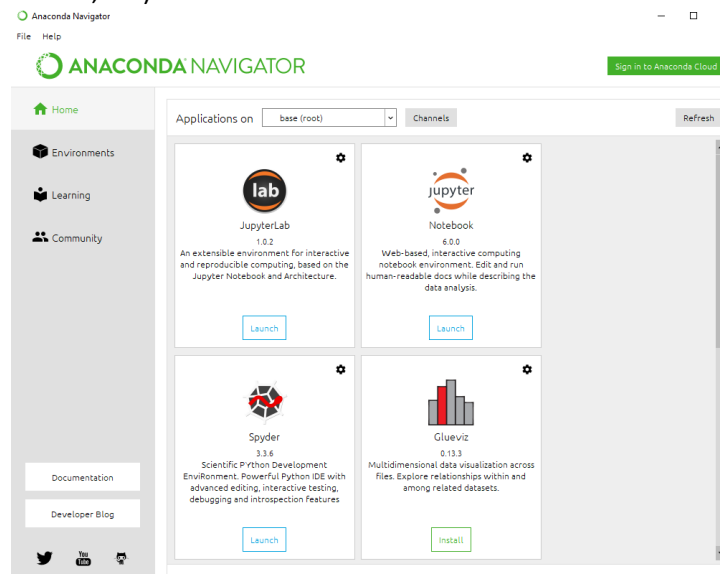 Anaconda Navigator
File Help
ANACONDA NAVIGATOR
Sign in to Anaconda Cloud
Home
Applications on base (root) Channels Refresh
Environments
Learning
Community
lab
JupyterLab
1.0.2
An extensible environment for interactive
and reproducible computing, based on the
Jupyter Notebook and Architecture.
Launch
jupyter
Notebook
6.0.0
Web-based, interactive computing
notebook environment. Edit and run
human-readable docs while describing the
data analysis.
Launch
Spyder
3.3.6
Scientific PYthon Development
EnviRonment. Powerful Python IDE with
advanced editing, interactive testing,
debugging and introspection features
Launch
Glueviz
0.13.3
Multidimensional data visualization across
files. Explore relationships within and
among related datasets.
Install
Documentation
Developer Blog
You
Tube